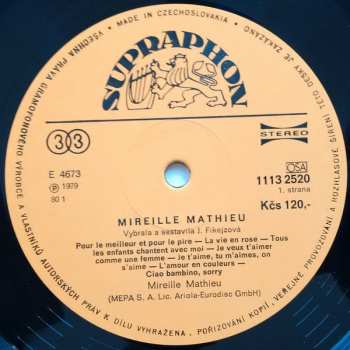 VŠECHNA PRÁVA GRAMOFONOVÉHO VÝROBCE A VLASTNÍKŮ AUTORSKÝCH PRÁV K DÍLU VYHRAŽENA. POŘIZOVÁNÍ KOPIÍ, VEŘEJNÉ PROVOZOVÁNÍ A ROZHLASOVÉ ŠÍŘENÍ TÉTO DESKY JE ZAKÁZÁNO
• MADE IN CZECHOSLOVAKIA •
SUPRAPHON
33
STEREO
E 4673
Ⓟ 1979
80 1
OSA
1113 2520
1. strana
Kčs 120,-
MIREILLE MATHIEU
Vybrala a sestavila J. Fikejzová
Pour le meilleur et pour le pire — La vie en rose — Tous
les enfants chantent avec moi — Je veux t'aimer
comme une femme — Je t'aime, tu m'aimes, on
s'aime — L'amour en couleurs —
Ciao bambino, sorry
Mireille Mathieu
(MEPA S. A. Lic. Ariola-Eurodisc GmbH)